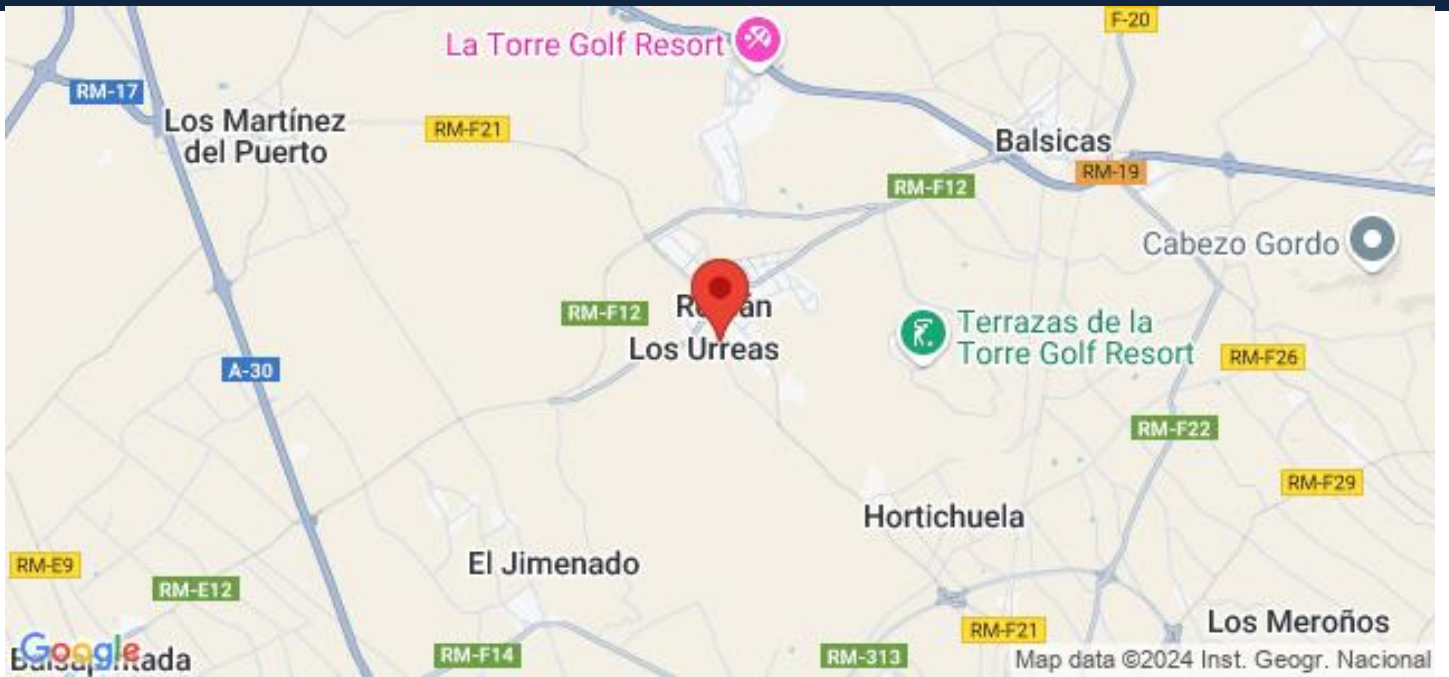 F-20
La Torre Golf Resort
RM-17
Los Martínez
del Puerto
RM-F21
Balsicas
RM-19
RM-F12
Cabezo Gordo
RM-F12
Los Urreas
Terrazas de la
Torre Golf Resort
RM-F26
A-30
RM-F22
RM-F29
Hortichuela
El Jimenado
RM-E9
RM-E12
RM-F21
Los Meroños
Google
RM-F14
RM-313
Map data ©2024 Inst. Geogr. Nacional